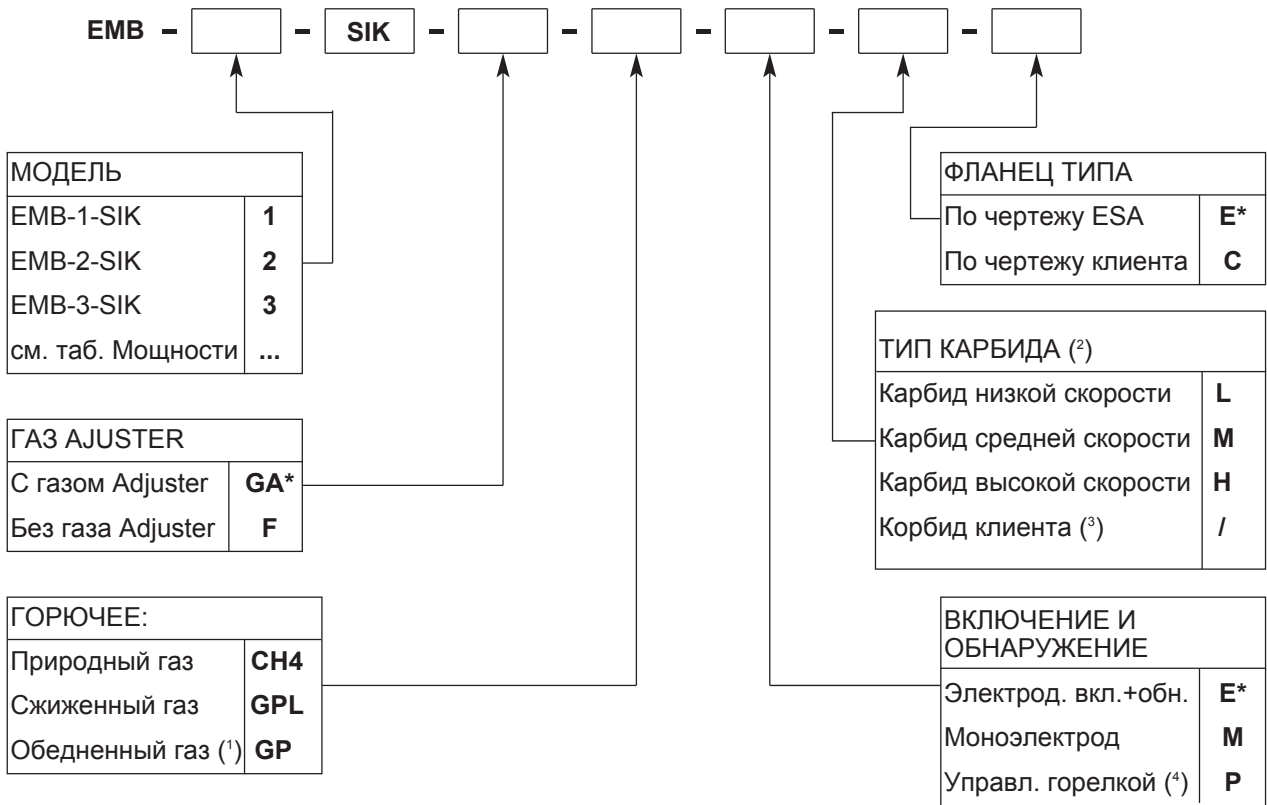 EMB – – SIK – – – – –
МОДЕЛЬ
EMB-1-SIK 1
EMB-2-SIK 2
EMB-3-SIK 3
см. таб. Мощности ...
ГАЗ AJUSTER
С газом Adjuster GA*
Без газа Adjuster F
ГОРЮЧЕЕ:
Природный газ CH4
Сжиженный газ GPL
Обедненный газ (¹) GP
ФЛАНЕЦ ТИПА
По чертежу ESA E*
По чертежу клиента C
ТИП КАРБИДА (²)
Карбид низкой скорости L
Карбид средней скорости M
Карбид высокой скорости H
Корбид клиента (³) /
ВКЛЮЧЕНИЕ И
ОБНАРУЖЕНИЕ
Электрод. вкл.+обн. E*
Моноэлектрод M
Управл. горелкой (⁴) P